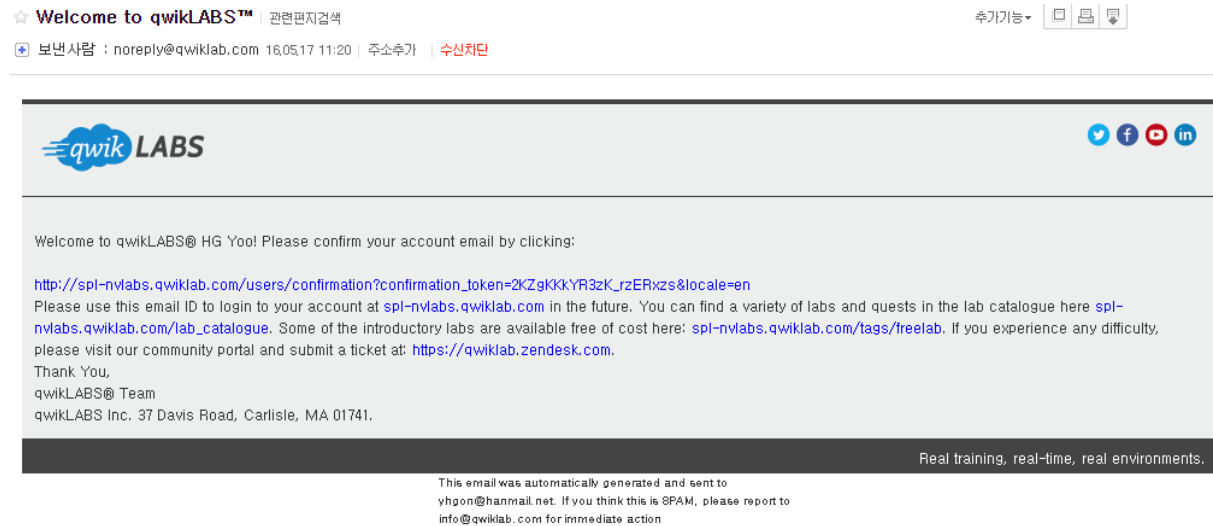 Welcome to qwikLABS™ 관련편지검색 추가기능
보낸사람 : noreply@qwiklab.com 16.05.17 11:20 주소추가 수신차단
qwik LABS
Welcome to qwikLABS® HG Yoo! Please confirm your account email by clicking:
http://spl-nvlabs.qwiklab.com/users/confirmation?confirmation_token=2KZgKKkYR3zK_rzERxzs&locale=en
Please use this email ID to login to your account at spl-nvlabs.qwiklab.com in the future. You can find a variety of labs and quests in the lab catalogue here spl-
nvlabs.qwiklab.com/lab_catalogue. Some of the introductory labs are available free of cost here: spl-nvlabs.qwiklab.com/tags/freelab. If you experience any difficulty,
please visit our community portal and submit a ticket at: https://qwiklab.zendesk.com.
Thank You,
qwikLABS® Team
qwikLABS Inc. 37 Davis Road, Carlisle, MA 01741.
Real training, real-time, real environments.
This email was automatically generated and sent to
yhgon@hanmail.net. If you think this is SPAM, please report to
info@qwiklab.com for immediate action